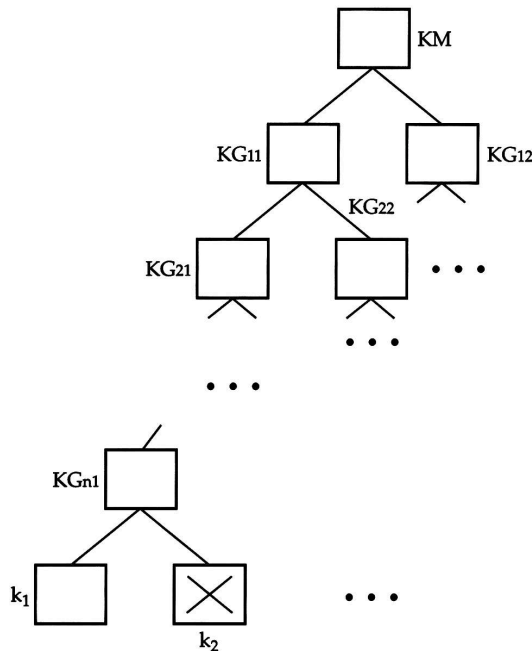 KM
KG11
KG12
KG22
KG21
• • •
• • •
• • •
KGn1
k1
• • •
k2